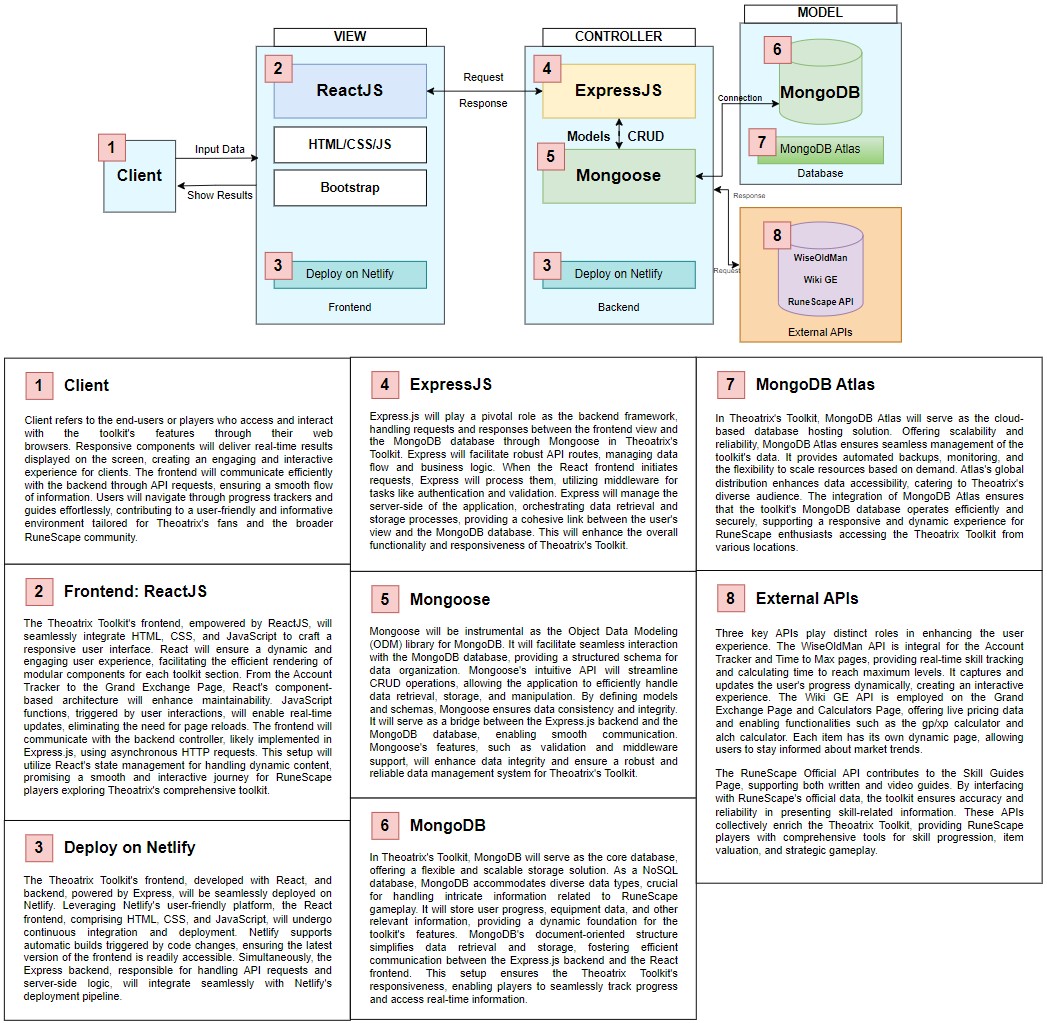 VIEW
CONTROLLER
MODEL
2
ReactJS
HTML/CSS/JS
Bootstrap
3
Deploy on Netlify
Frontend
1
Client
Input Data
Show Results
Request
Response
4
ExpressJS
Models
CRUD
5
Mongoose
3
Deploy on Netlify
Backend
Connection
6
MongoDB
7
MongoDB Atlas
Database
Response
Request
8
WiseOldMan
Wiki GE
RuneScape API
External APIs
1
Client
Client refers to the end-users or players who access and interact
with the toolkit's features through their web
browsers. Responsive components will deliver real-time results
displayed on the screen, creating an engaging and interactive
experience for clients. The frontend will communicate efficiently
with the backend through API requests, ensuring a smooth flow
of information. Users will navigate through progress trackers and
guides effortlessly, contributing to a user-friendly and informative
environment tailored for Theoatrix's fans and the broader
RuneScape community.
2
Frontend: ReactJS
The Theoatrix Toolkit's frontend, empowered by ReactJS, will
seamlessly integrate HTML, CSS, and JavaScript to craft a
responsive user interface. React will ensure a dynamic and
engaging user experience, facilitating the efficient rendering of
modular components for each toolkit section. From the Account
Tracker to the Grand Exchange Page, React's component-
based architecture will enhance maintainability. JavaScript
functions, triggered by user interactions, will enable real-time
updates, eliminating the need for page reloads. The frontend will
communicate with the backend controller, likely implemented in
Express.js, using asynchronous HTTP requests. This setup will
utilize React's state management for handling dynamic content,
promising a smooth and interactive journey for RuneScape
players exploring Theoatrix's comprehensive toolkit.
3
Deploy on Netlify
The Theoatrix Toolkit's frontend, developed with React, and
backend, powered by Express, will be seamlessly deployed on
Netlify. Leveraging Netlify's user-friendly platform, the React
frontend, comprising HTML, CSS, and JavaScript, will undergo
continuous integration and deployment. Netlify supports
automatic builds triggered by code changes, ensuring the latest
version of the frontend is readily accessible. Simultaneously, the
Express backend, responsible for handling API requests and
server-side logic, will integrate seamlessly with Netlify's
deployment pipeline.
4
ExpressJS
Express.js will play a pivotal role as the backend framework,
handling requests and responses between the frontend view and
the MongoDB database through Mongoose in Theoatrix's
Toolkit. Express will facilitate robust API routes, managing data
flow and business logic. When the React frontend initiates
requests, Express will process them, utilizing middleware for
tasks like authentication and validation. Express will manage the
server-side of the application, orchestrating data retrieval and
storage processes, providing a cohesive link between the user's
view and the MongoDB database. This will enhance the overall
functionality and responsiveness of Theoatrix's Toolkit.
5
Mongoose
Mongoose will be instrumental as the Object Data Modeling
(ODM) library for MongoDB. It will facilitate seamless interaction
with the MongoDB database, providing a structured schema for
data organization. Mongoose's intuitive API will streamline
CRUD operations, allowing the application to efficiently handle
data retrieval, storage, and manipulation. By defining models
and schemas, Mongoose ensures data consistency and integrity.
It will serve as a bridge between the Express.js backend and the
MongoDB database, enabling smooth communication.
Mongoose's features, such as validation and middleware
support, will enhance data integrity and ensure a robust and
reliable data management system for Theoatrix's Toolkit.
6
MongoDB
In Theoatrix's Toolkit, MongoDB will serve as the core database,
offering a flexible and scalable storage solution. As a NoSQL
database, MongoDB accommodates diverse data types, crucial
for handling intricate information related to RuneScape
gameplay. It will store user progress, equipment data, and other
relevant information, providing a dynamic foundation for the
toolkit's features. MongoDB's document-oriented structure
simplifies data retrieval and storage, fostering efficient
communication between the Express.js backend and the React
frontend. This setup ensures the Theoatrix Toolkit's
responsiveness, enabling players to seamlessly track progress
and access real-time information.
7
MongoDB Atlas
In Theoatrix's Toolkit, MongoDB Atlas will serve as the cloud-
based database hosting solution. Offering scalability and
reliability, MongoDB Atlas ensures seamless management of the
toolkit's data. It provides automated backups, monitoring, and
the flexibility to scale resources based on demand. Atlas's global
distribution enhances data accessibility, catering to Theoatrix's
diverse audience. The integration of MongoDB Atlas ensures
that the toolkit's MongoDB database operates efficiently and
securely, supporting a responsive and dynamic experience for
RuneScape enthusiasts accessing the Theoatrix Toolkit from
various locations.
8
External APIs
Three key APIs play distinct roles in enhancing the user
experience. The WiseOldMan API is integral for the Account
Tracker and Time to Max pages, providing real-time skill tracking
and calculating time to reach maximum levels. It captures and
updates the user's progress dynamically, creating an interactive
experience. The Wiki GE API is employed on the Grand
Exchange Page and Calculators Page, offering live pricing data
and enabling functionalities such as the gp/xp calculator and
alch calculator. Each item has its own dynamic page, allowing
users to stay informed about market trends.
The RuneScape Official API contributes to the Skill Guides
Page, supporting both written and video guides. By interfacing
with RuneScape's official data, the toolkit ensures accuracy and
reliability in presenting skill-related information. These APIs
collectively enrich the Theoatrix Toolkit, providing RuneScape
players with comprehensive tools for skill progression, item
valuation, and strategic gameplay.